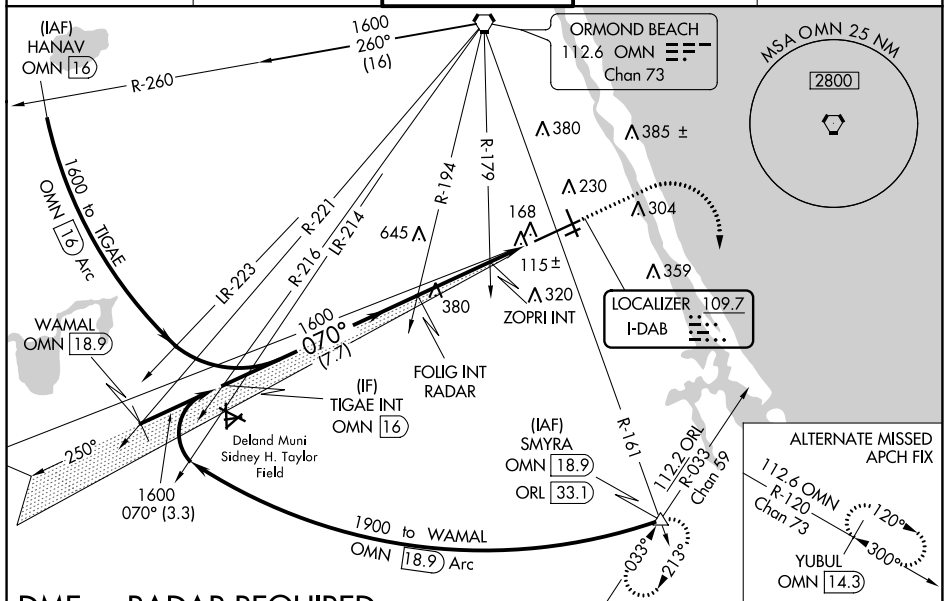 (IAF)
HANAV
OMN 16
1600
260°
(16)
R-260
ORMOND BEACH
112.6 OMN
Chan 73
MSA OMN 25 NM
2800
1600 to TIGAE
OMN 16 Arc
LR-223
R-221
R-216
LR-214
R-194
R-179
R-161
380
385 ±
230
304
168
645
115±
359
320
380
ZOPRI INT
LOCALIZER 109.7
I-DAB
WAMAL
OMN 18.9
1600
070°
(7.7)
FOLIG INT
RADAR
(IF)
TIGAE INT
OMN 16
Deland Muni
Sidney H. Taylor
Field
250°
1600
070° (3.3)
(IAF)
SMYRA
OMN 18.9
ORL 33.1
112.2 ORL
R-033
Chan 59
1900 to WAMAL
OMN 18.9 Arc
033°
213°
ALTERNATE MISSED
APCH FIX
112.6 OMN
R-120
Chan 73
120°
300°
YUBUL
OMN 14.3